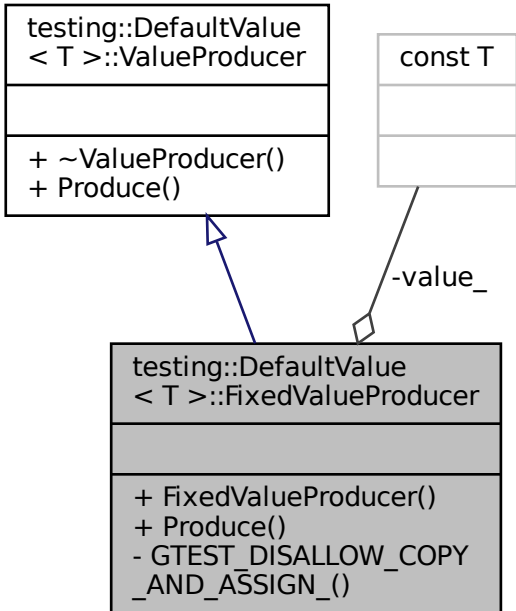 testing::DefaultValue
< T >::ValueProducer
+ ~ValueProducer()
+ Produce()
const T
-value_
testing::DefaultValue
< T >::FixedValueProducer
+ FixedValueProducer()
+ Produce()
- GTEST_DISALLOW_COPY
_AND_ASSIGN_()